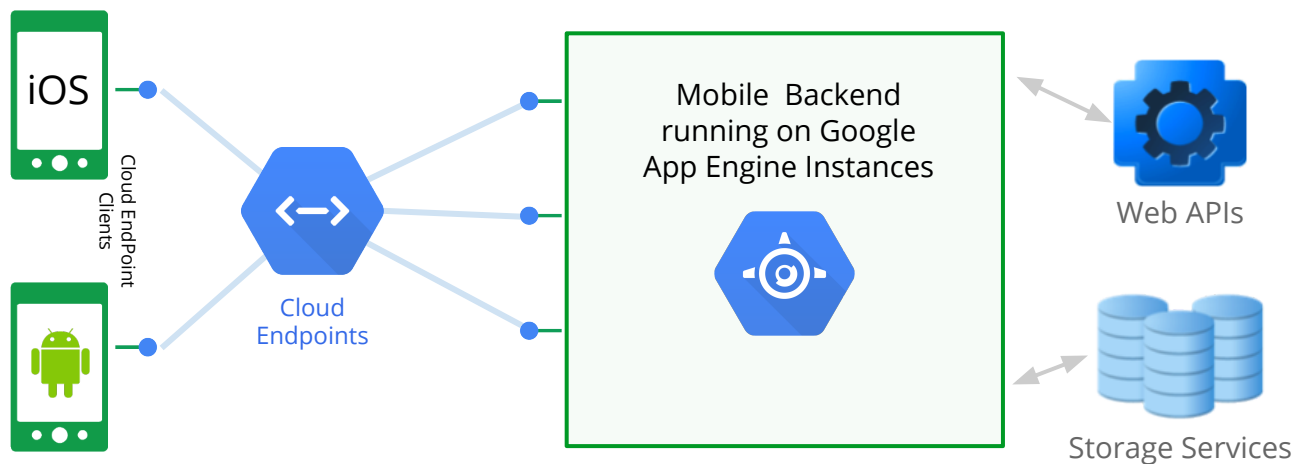 iOS
Cloud EndPoint
Clients
Cloud
Endpoints
Mobile Backend
running on Google
App Engine Instances
Web APIs
Storage Services